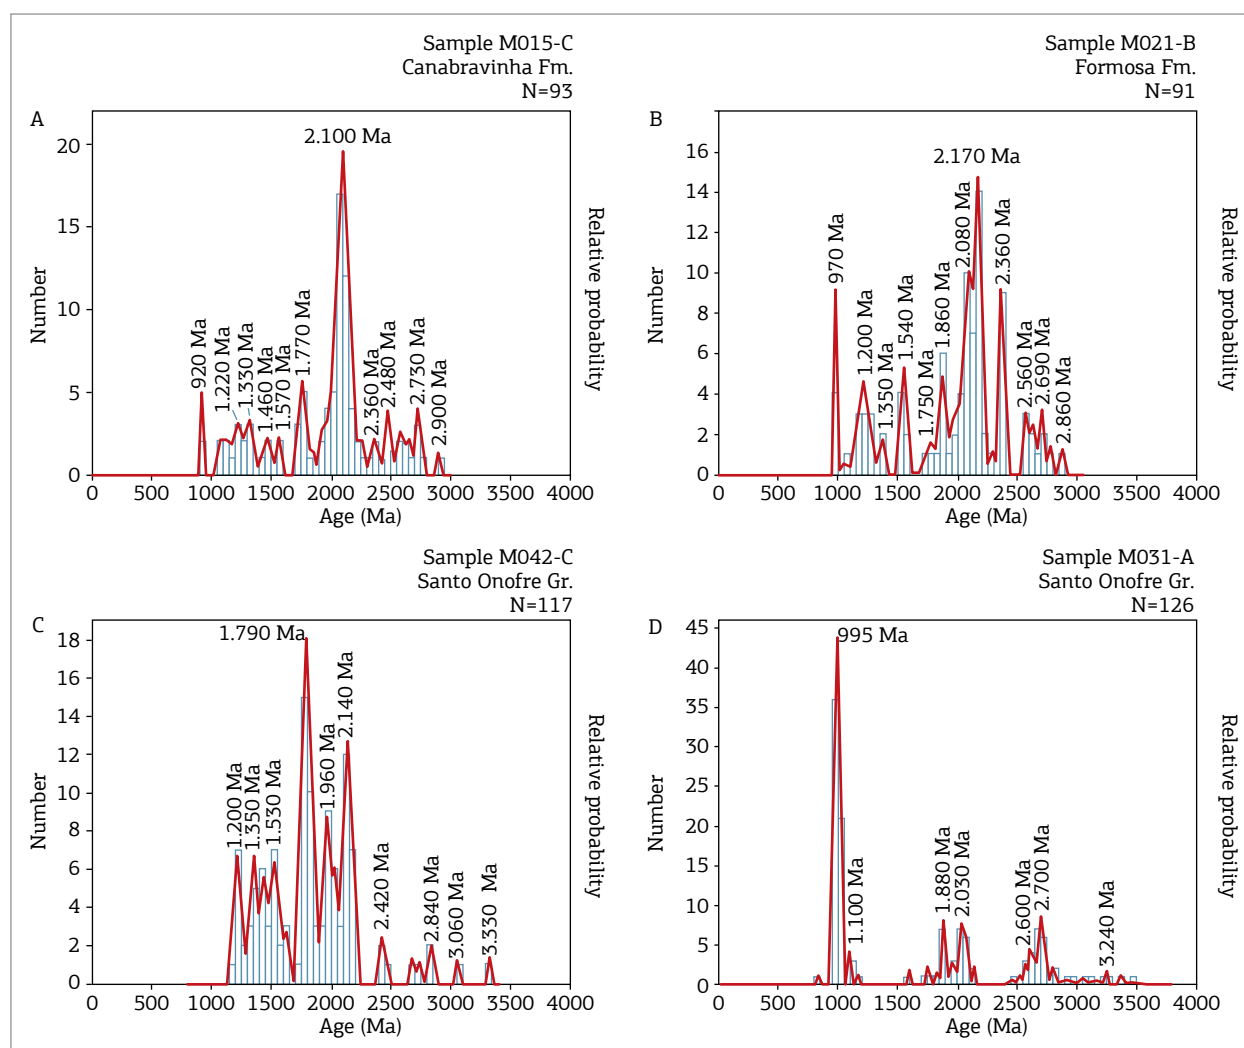 Sample M015-C
Canabravinha Fm.
N=93
A
2.100 Ma
920 Ma
1.220 Ma
1.330 Ma
1.460 Ma
1.570 Ma
1.770 Ma
2.360 Ma
2.480 Ma
2.730 Ma
2.900 Ma
20
15
10
5
0
Number
Relative probability
0 500 1000 1500 2000 2500 3000 3500 4000
Age (Ma)
Sample M021-B
Formosa Fm.
N=91
B
2.170 Ma
970 Ma
1.200 Ma
1.350 Ma
1.540 Ma
1.750 Ma
1.860 Ma
2.080 Ma
2.360 Ma
2.560 Ma
2.690 Ma
2.860 Ma
16
14
12
10
8
6
4
2
0
Number
Relative probability
0 500 1000 1500 2000 2500 3000 3500 4000
Age (Ma)
Sample M042-C
Santo Onofre Gr.
N=117
C
1.790 Ma
1.200 Ma
1.350 Ma
1.530 Ma
1.960 Ma
2.140 Ma
2.420 Ma
2.840 Ma
3.060 Ma
3.330 Ma
18
16
14
12
10
8
6
4
2
0
Number
Relative probability
0 500 1000 1500 2000 2500 3000 3500 4000
Age (Ma)
Sample M031-A
Santo Onofre Gr.
N=126
D
995 Ma
1.100 Ma
1.880 Ma
2.030 Ma
2.600 Ma
2.700 Ma
3.240 Ma
45
40
35
30
25
20
15
10
5
0
Number
Relative probability
0 500 1000 1500 2000 2500 3000 3500 4000
Age (Ma)